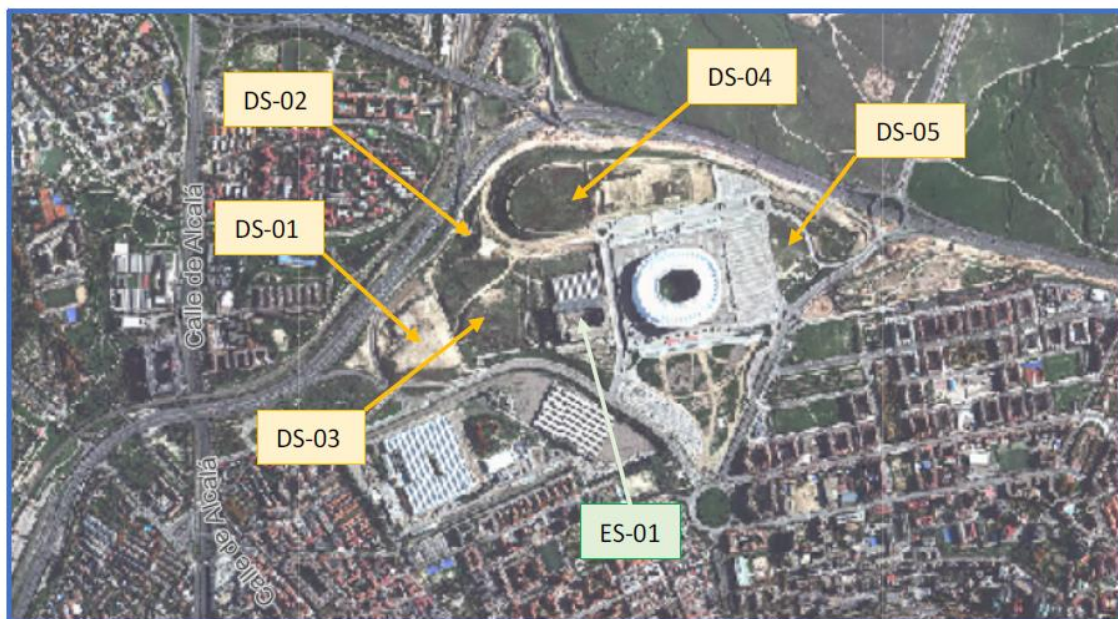 DS-02
DS-04
DS-05
DS-01
Calle de Alcalá
DS-03
Calle de Alcalá
ES-01